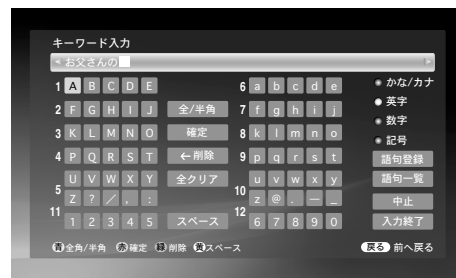 キーワード入力
お父さんの
1 A B C D E 6 a b c d e かな/カナ
2 F G H I J 全/半角 7 f g h i j 英字
3 K L M N O 確定 8 k l m n o 数字
記号
4 P Q R S T ←削除 9 p q r s t 語句登録
5 U V W X Y 全クリア 10 u v w x y 語句一覧
Z ? / , : z @ . ー _ 中止
11 1 2 3 4 5 スペース 12 6 7 8 9 0 入力終了
青 全角/半角 赤 確定 緑 削除 黄 スペース 戻る 前へ戻る